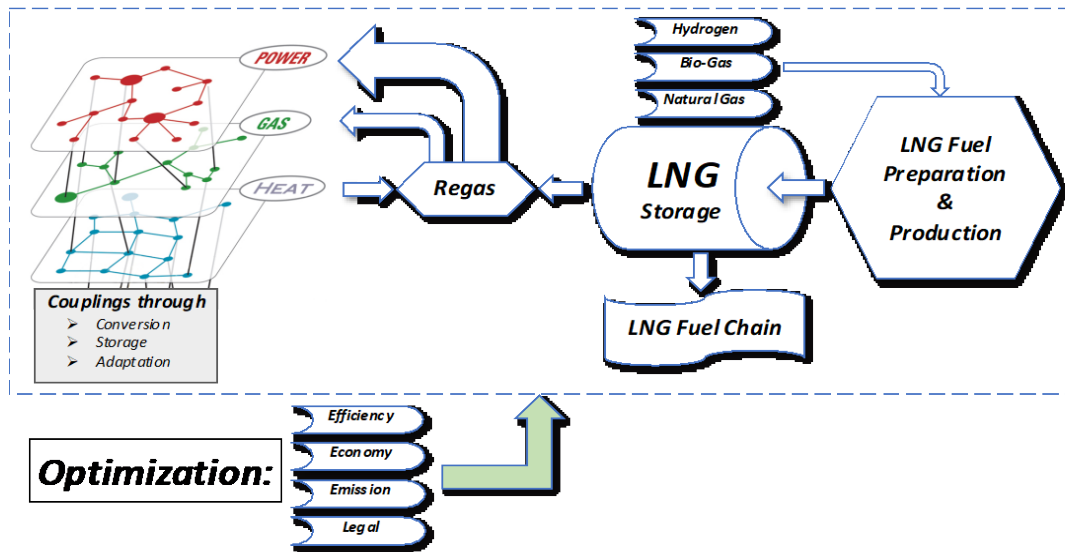 POWER
GAS
HEAT
Couplings through
Conversion
Storage
Adaptation
Regas
Hydrogen
Bio-Gas
Natural Gas
LNG
Storage
LNG Fuel
Preparation
&
Production
LNG Fuel Chain
Optimization:
Efficiency
Economy
Emission
Legal